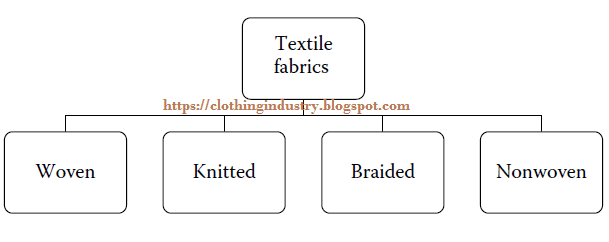 Textile
fabrics
https://clothingindustry.blogspot.com
Woven
Knitted
Braided
Nonwoven